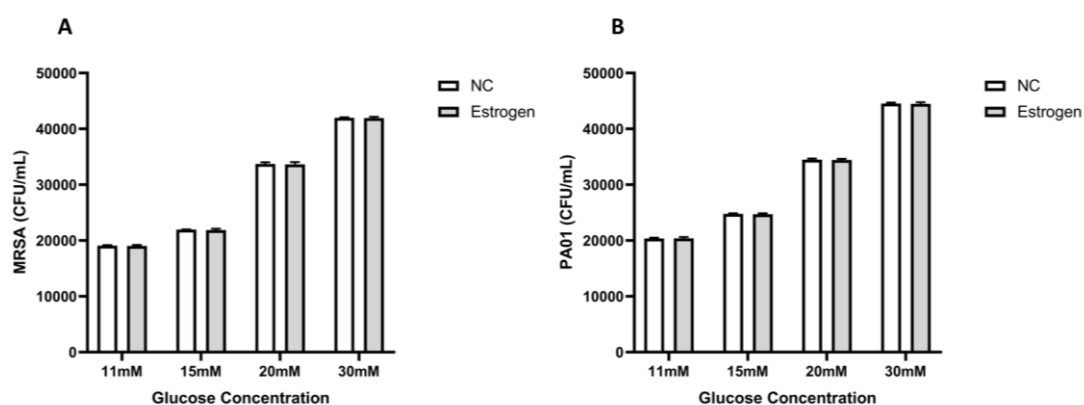 A
50000
40000
30000
20000
10000
0
MRSA (CFU/mL)
11mM
15mM
20mM
30mM
Glucose Concentration
NC
Estrogen
B
50000
40000
30000
20000
10000
0
PA01 (CFU/mL)
11mM
15mM
20mM
30mM
Glucose Concentration
NC
Estrogen